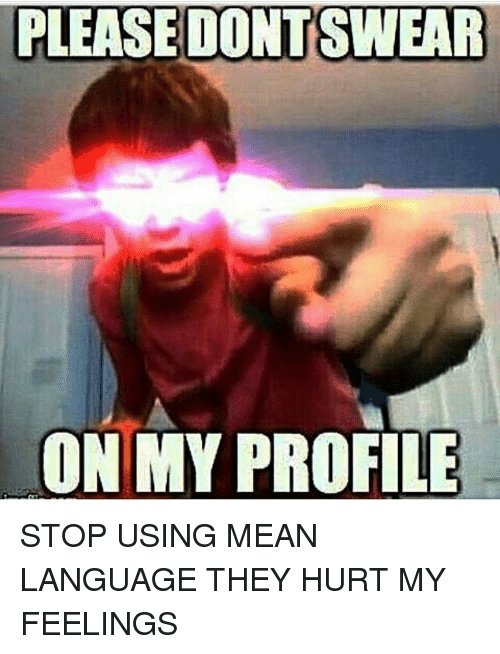 PLEASE DONT SWEAR
ON MY PROFILE
STOP USING MEAN
LANGUAGE THEY HURT MY
FEELINGS